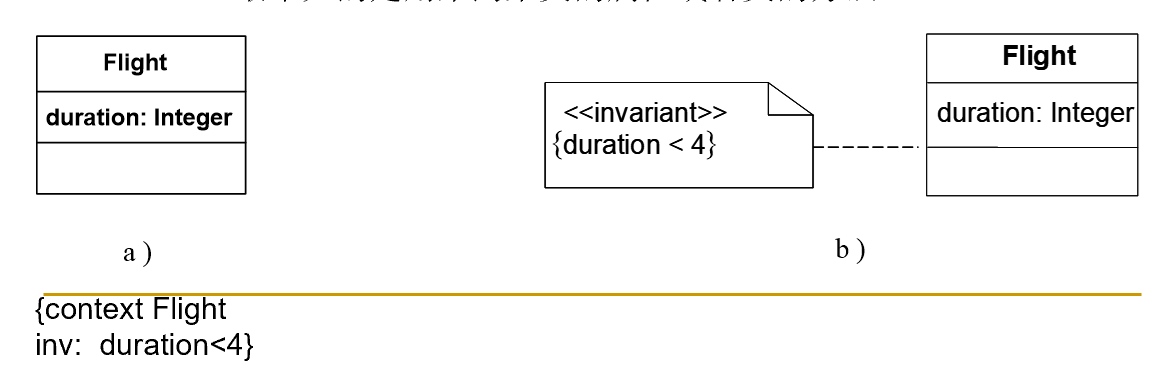 Flight
duration: Integer
a )
<<invariant>>
{duration < 4}
Flight
duration: Integer
b )
{context Flight
inv: duration<4}